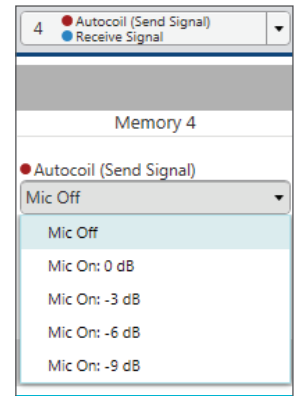 4 Autocoil (Send Signal)
Receive Signal
Memory 4
Autocoil (Send Signal)
Mic Off
Mic Off
Mic On: 0 dB
Mic On: -3 dB
Mic On: -6 dB
Mic On: -9 dB